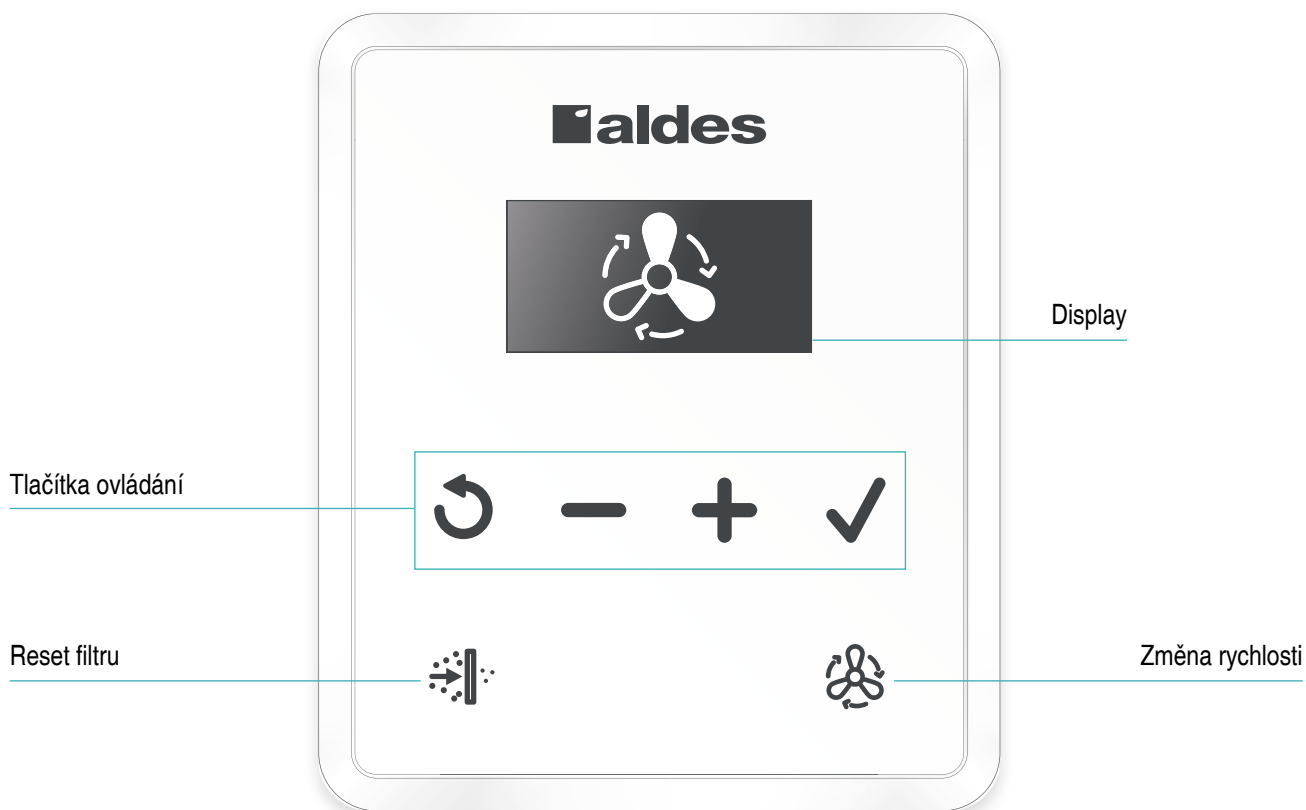 aldes
Display
Tlačítka ovládání
Reset filtru
Změna rychlosti